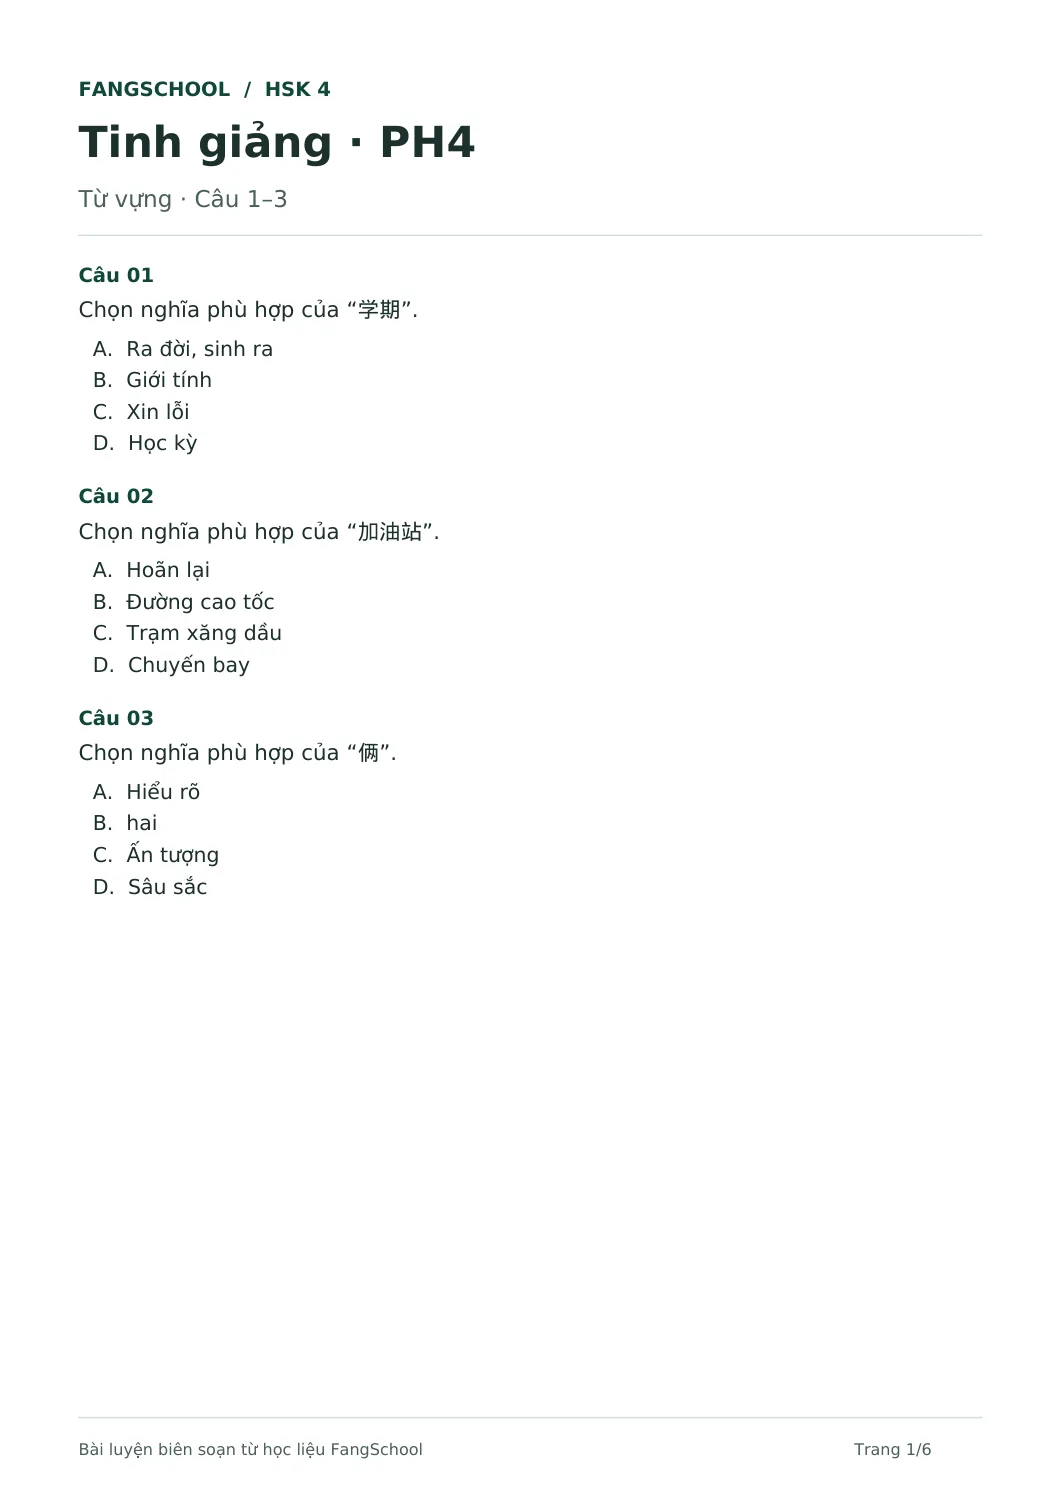 FANGSCHOOL / HSK 4
Tinh giảng · PH4
Từ vựng · Câu 1–3
Câu 01
Chọn nghĩa phù hợp của “学期”.
A. Ra đời, sinh ra
B. Giới tính
C. Xin lỗi
D. Học kỳ
Câu 02
Chọn nghĩa phù hợp của “加油站”.
A. Hoãn lại
B. Đường cao tốc
C. Trạm xăng dầu
D. Chuyến bay
Câu 03
Chọn nghĩa phù hợp của “俩”.
A. Hiểu rõ
B. hai
C. Ấn tượng
D. Sâu sắc
Bài luyện biên soạn từ học liệu FangSchool
Trang 1/6